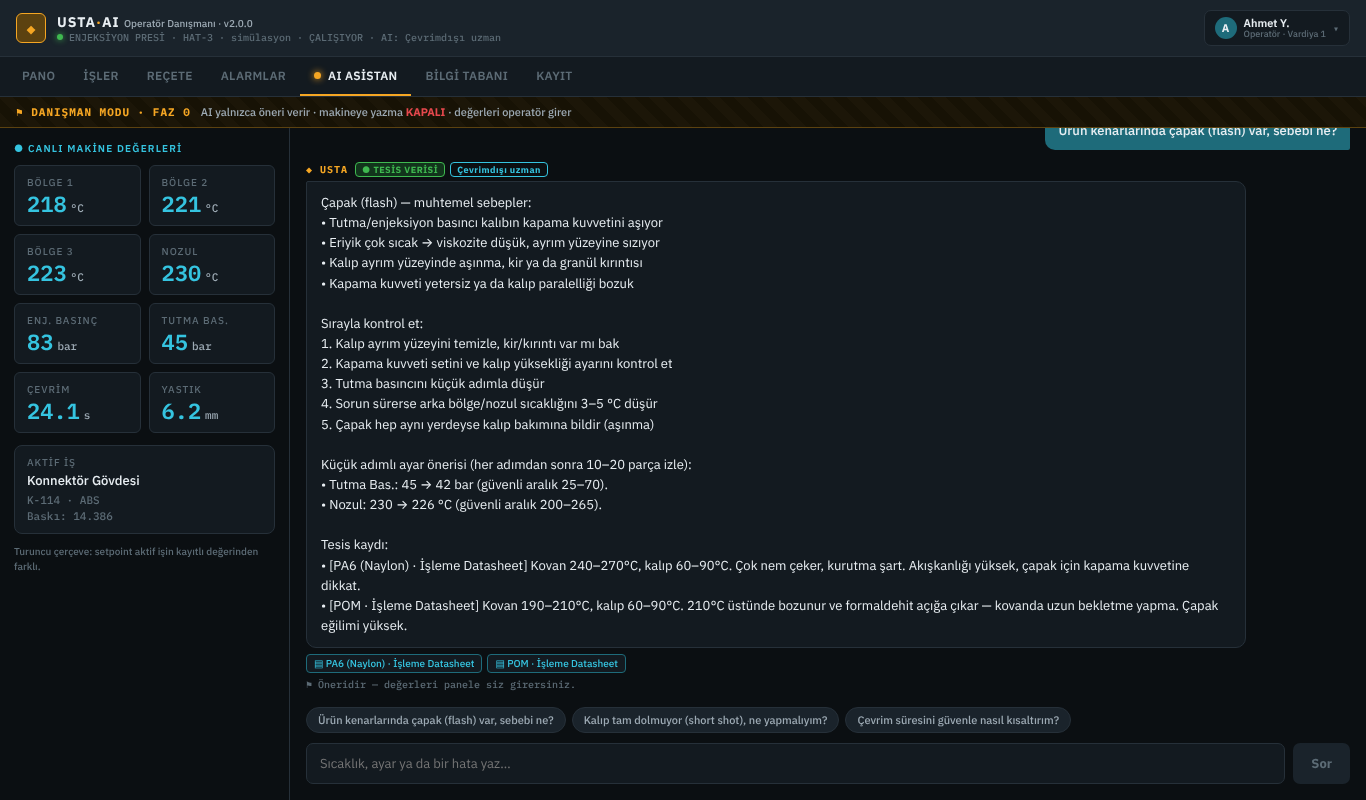 USTA·AI Operatör Danışmanı · v2.0.0
ENJEKSİYON PRESİ · HAT-3 · simülasyon · ÇALIŞIYOR · AI: Çevrimdışı uzman
A
Ahmet Y.
Operatör · Vardiya 1
PANO İŞLER REÇETE ALARMLAR AI ASİSTAN BİLGİ TABANI KAYIT
DANIŞMAN MODU · FAZ 0 AI yalnızca öneri verir · makineye yazma KAPALI · değerleri operatör girer
CANLI MAKİNE DEĞERLERİ
BÖLGE 1
218 °C
BÖLGE 2
221 °C
BÖLGE 3
223 °C
NOZUL
230 °C
ENJ. BASINÇ
83 bar
TUTMA BAS.
45 bar
ÇEVRİM
24.1 s
YASTIK
6.2 mm
AKTİF İŞ
Konnektör Gövdesi
K-114 · ABS
Baskı: 14.386
Turuncu çerçeve: setpoint aktif işin kayıtlı değerinden
farklı.
Ürün kenarlarında çapak (flash) var, sebebi ne?
USTA TESİS VERİSİ Çevrimdışı uzman
Çapak (flash) — muhtemel sebepler:
• Tutma/enjeksiyon basıncı kalıbın kapama kuvvetini aşıyor
• Eriyik çok sıcak → viskozite düşük, ayrım yüzeyine sızıyor
• Kalıp ayrım yüzeyinde aşınma, kir ya da granül kırıntısı
• Kapama kuvveti yetersiz ya da kalıp paralelliği bozuk
Sırayla kontrol et:
1. Kalıp ayrım yüzeyini temizle, kir/kırıntı var mı bak
2. Kapama kuvveti setini ve kalıp yüksekliği ayarını kontrol et
3. Tutma basıncını küçük adımla düşür
4. Sorun sürerse arka bölge/nozul sıcaklığını 3–5 °C düşür
5. Çapak hep aynı yerdeyse kalıp bakımına bildir (aşınma)
Küçük adımlı ayar önerisi (her adımdan sonra 10–20 parça izle):
• Tutma Bas.: 45 → 42 bar (güvenli aralık 25–70).
• Nozul: 230 → 226 °C (güvenli aralık 200–265).
Tesis kaydı:
• [PA6 (Naylon) · İşleme Datasheet] Kovan 240–270°C, kalıp 60–90°C. Çok nem çeker, kurutma şart. Akışkanlığı yüksek, çapak için kapama kuvvetine
dikkat.
• [POM · İşleme Datasheet] Kovan 190–210°C, kalıp 60–90°C. 210°C üstünde bozunur ve formaldehit açığa çıkar — kovanda uzun bekletme yapma. Çapak
eğilimi yüksek.
PA6 (Naylon) · İşleme Datasheet POM · İşleme Datasheet
Öneridir — değerleri panele siz girersiniz.
Ürün kenarlarında çapak (flash) var, sebebi ne? Kalıp tam dolmuyor (short shot), ne yapmalıyım? Çevrim süresini güvenle nasıl kısaltırım?
Sıcaklık, ayar ya da bir hata yaz... Sor